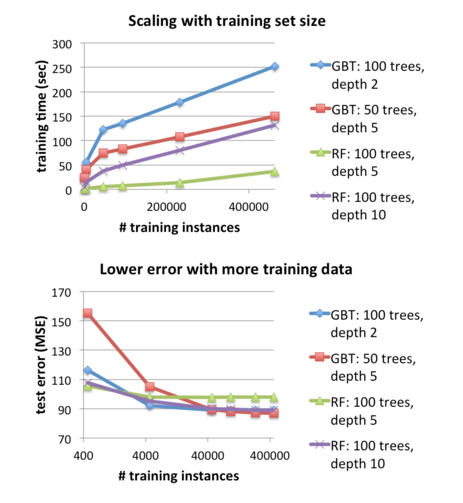 Scaling with training set size
300
250
200
150
100
50
0
training time (sec)
0
200000
400000
# training instances
GBT: 100 trees,
depth 2
GBT: 50 trees,
depth 5
RF: 100 trees,
depth 5
RF: 100 trees,
depth 10
Lower error with more training data
170
150
130
110
90
70
test error (MSE)
400
4000
40000
400000
# training instances
GBT: 100 trees,
depth 2
GBT: 50 trees,
depth 5
RF: 100 trees,
depth 5
RF: 100 trees,
depth 10